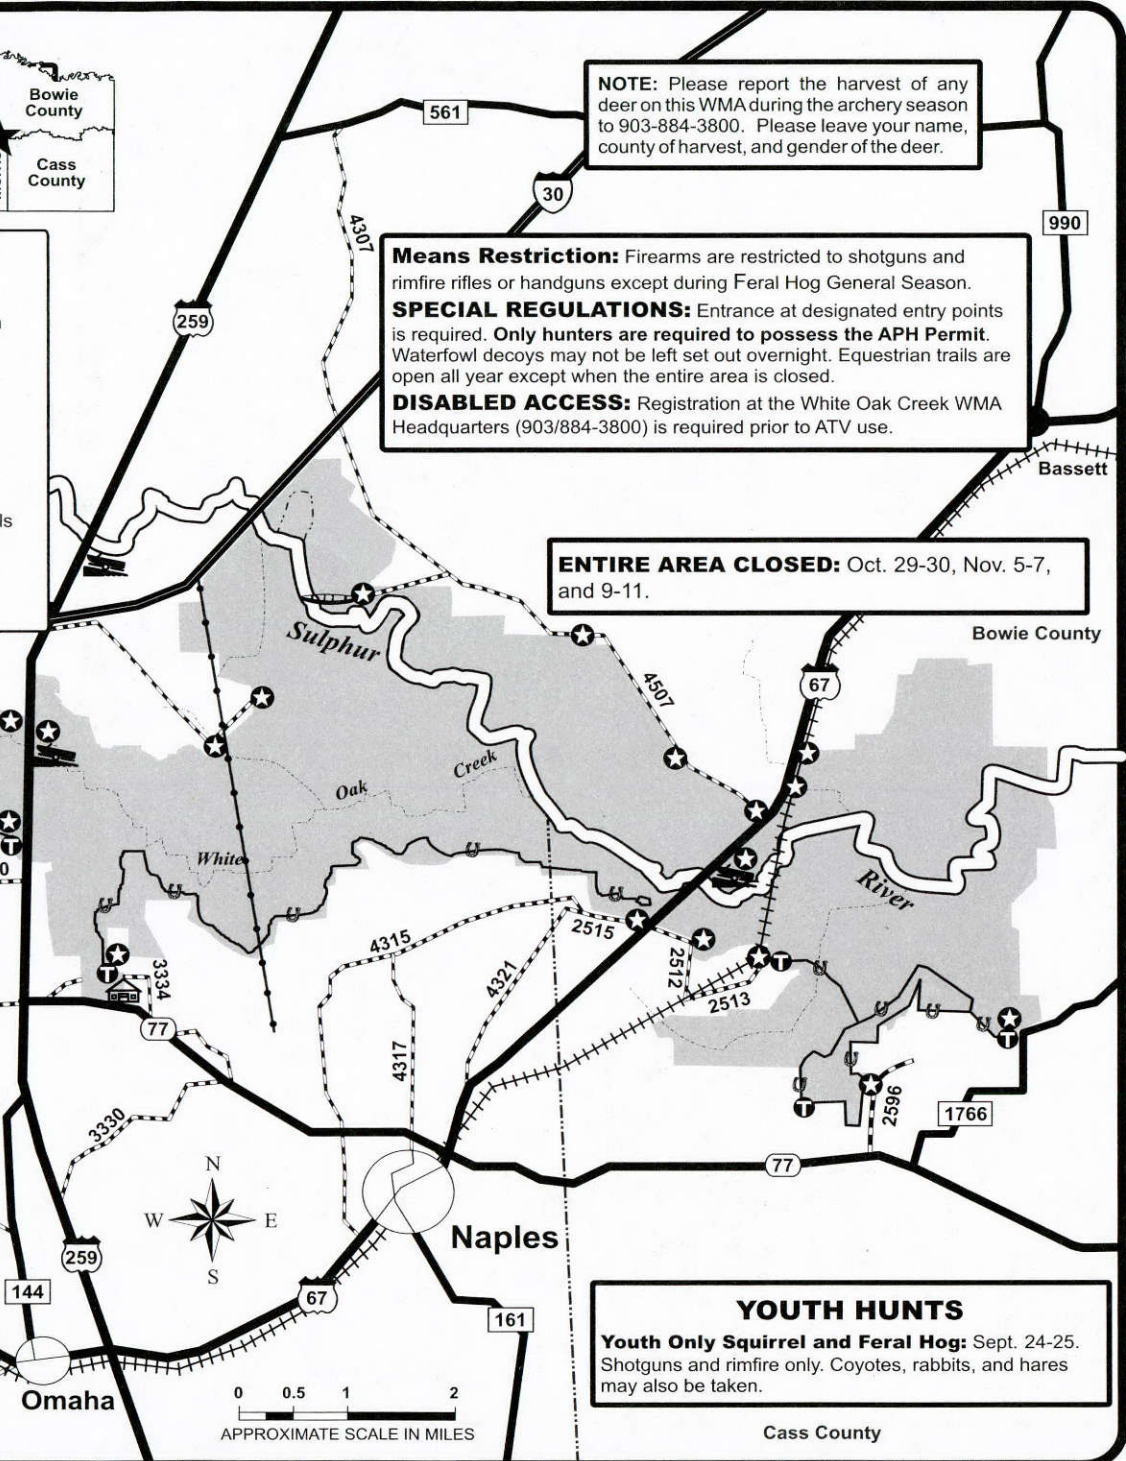 Bowie
County
Cass
County
561
NOTE: Please report the harvest of any
deer on this WMA during the archery season
to 903-884-3800. Please leave your name,
county of harvest, and gender of the deer.
30
990
4307
259
Means Restriction: Firearms are restricted to shotguns and
rimfire rifles or handguns except during Feral Hog General Season.
SPECIAL REGULATIONS: Entrance at designated entry points
is required. Only hunters are required to possess the APH Permit.
Waterfowl decoys may not be left set out overnight. Equestrian trails are
open all year except when the entire area is closed.
DISABLED ACCESS: Registration at the White Oak Creek WMA
Headquarters (903/884-3800) is required prior to ATV use.
Bassett
ls
ENTIRE AREA CLOSED: Oct. 29-30, Nov. 5-7,
and 9-11.
Bowie County
Sulphur
67
4507
Creek
Oak
White
T
0
River
2515
4315
4321
2512
2513
T
T
3334
77
4317
T
T
2596
1766
3330
77
N
W
E
S
Naples
259
144
67
161
Omaha
0 0.5 1 2
APPROXIMATE SCALE IN MILES
YOUTH HUNTS
Youth Only Squirrel and Feral Hog: Sept. 24-25.
Shotguns and rimfire only. Coyotes, rabbits, and hares
may also be taken.
Cass County